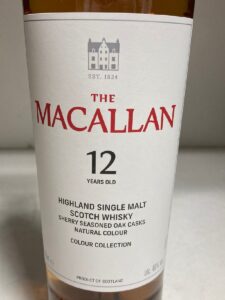 EST. 1824
THE
MACALLAN
12
YEARS OLD
HIGHLAND SINGLE MALT
SCOTCH WHISKY
SHERRY SEASONED OAK CASKS
NATURAL COLOUR
COLOUR COLLECTION
PRODUCT OF SCOTLAND